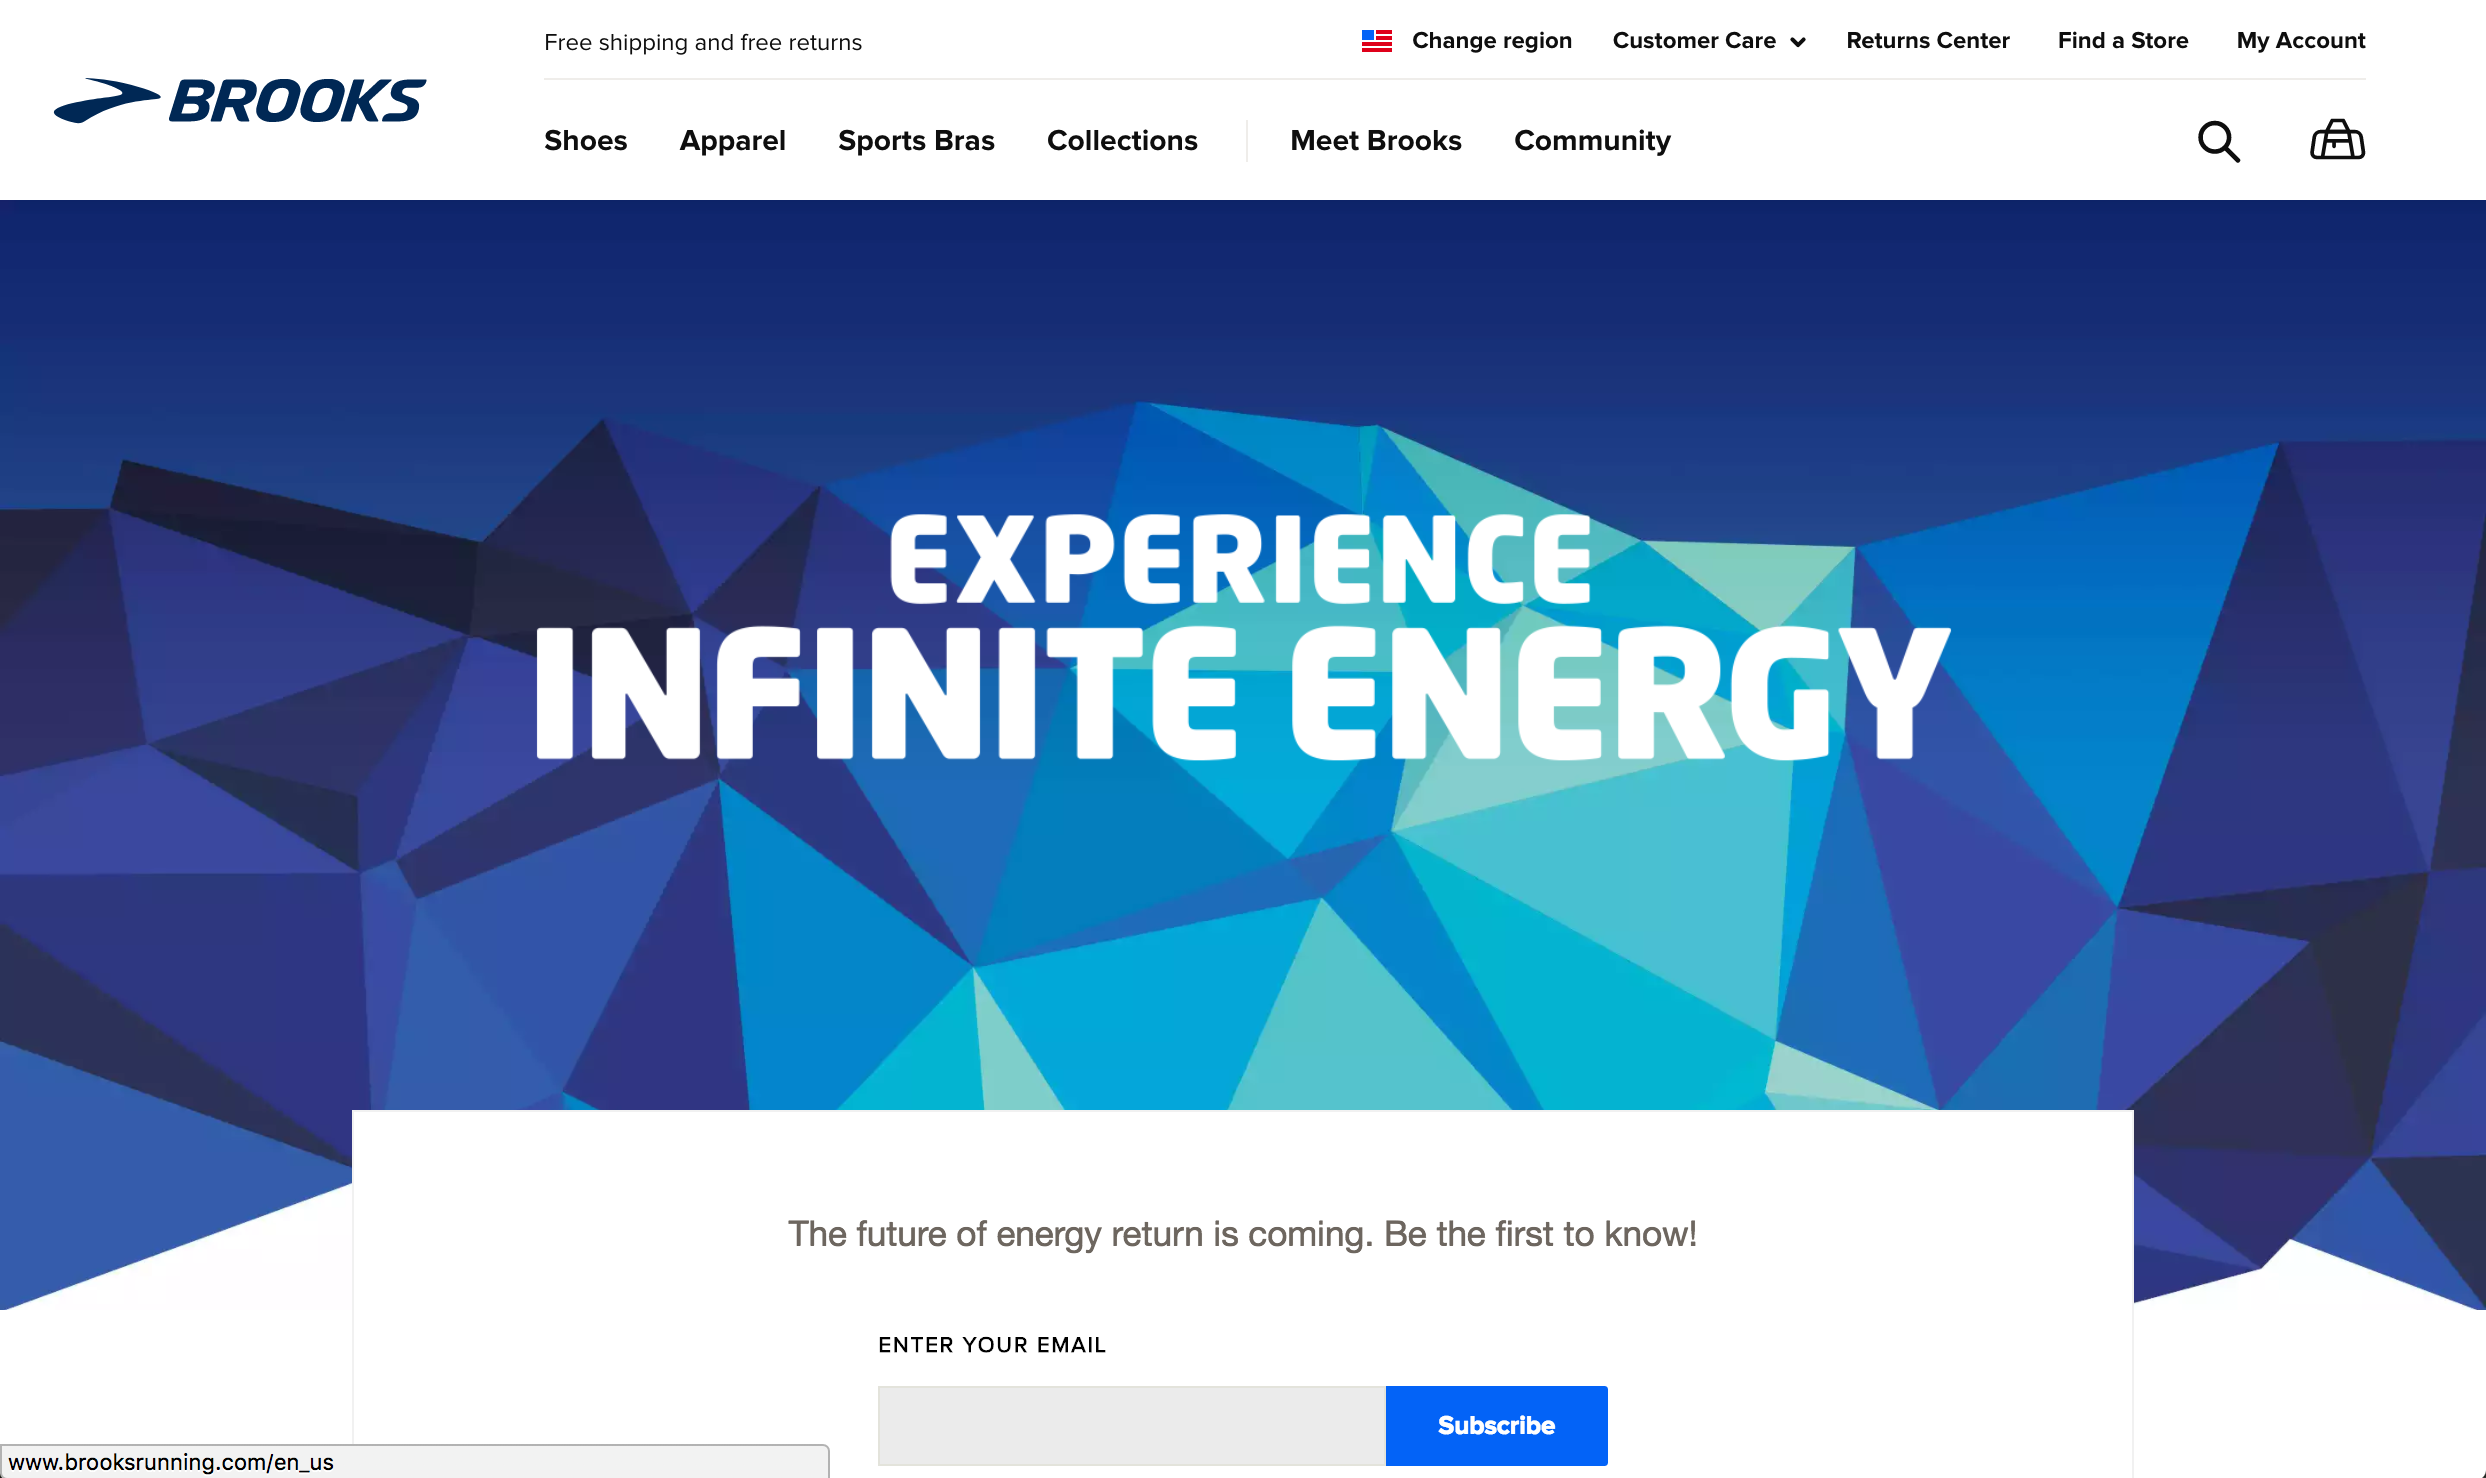 Free shipping and free returns
Change region Customer Care Returns Center Find a Store My Account
BROOKS
Shoes Apparel Sports Bras Collections Meet Brooks Community
EXPERIENCE
INFINITE ENERGY
The future of energy return is coming. Be the first to know!
ENTER YOUR EMAIL
Subscribe
www.brooksrunning.com/en_us